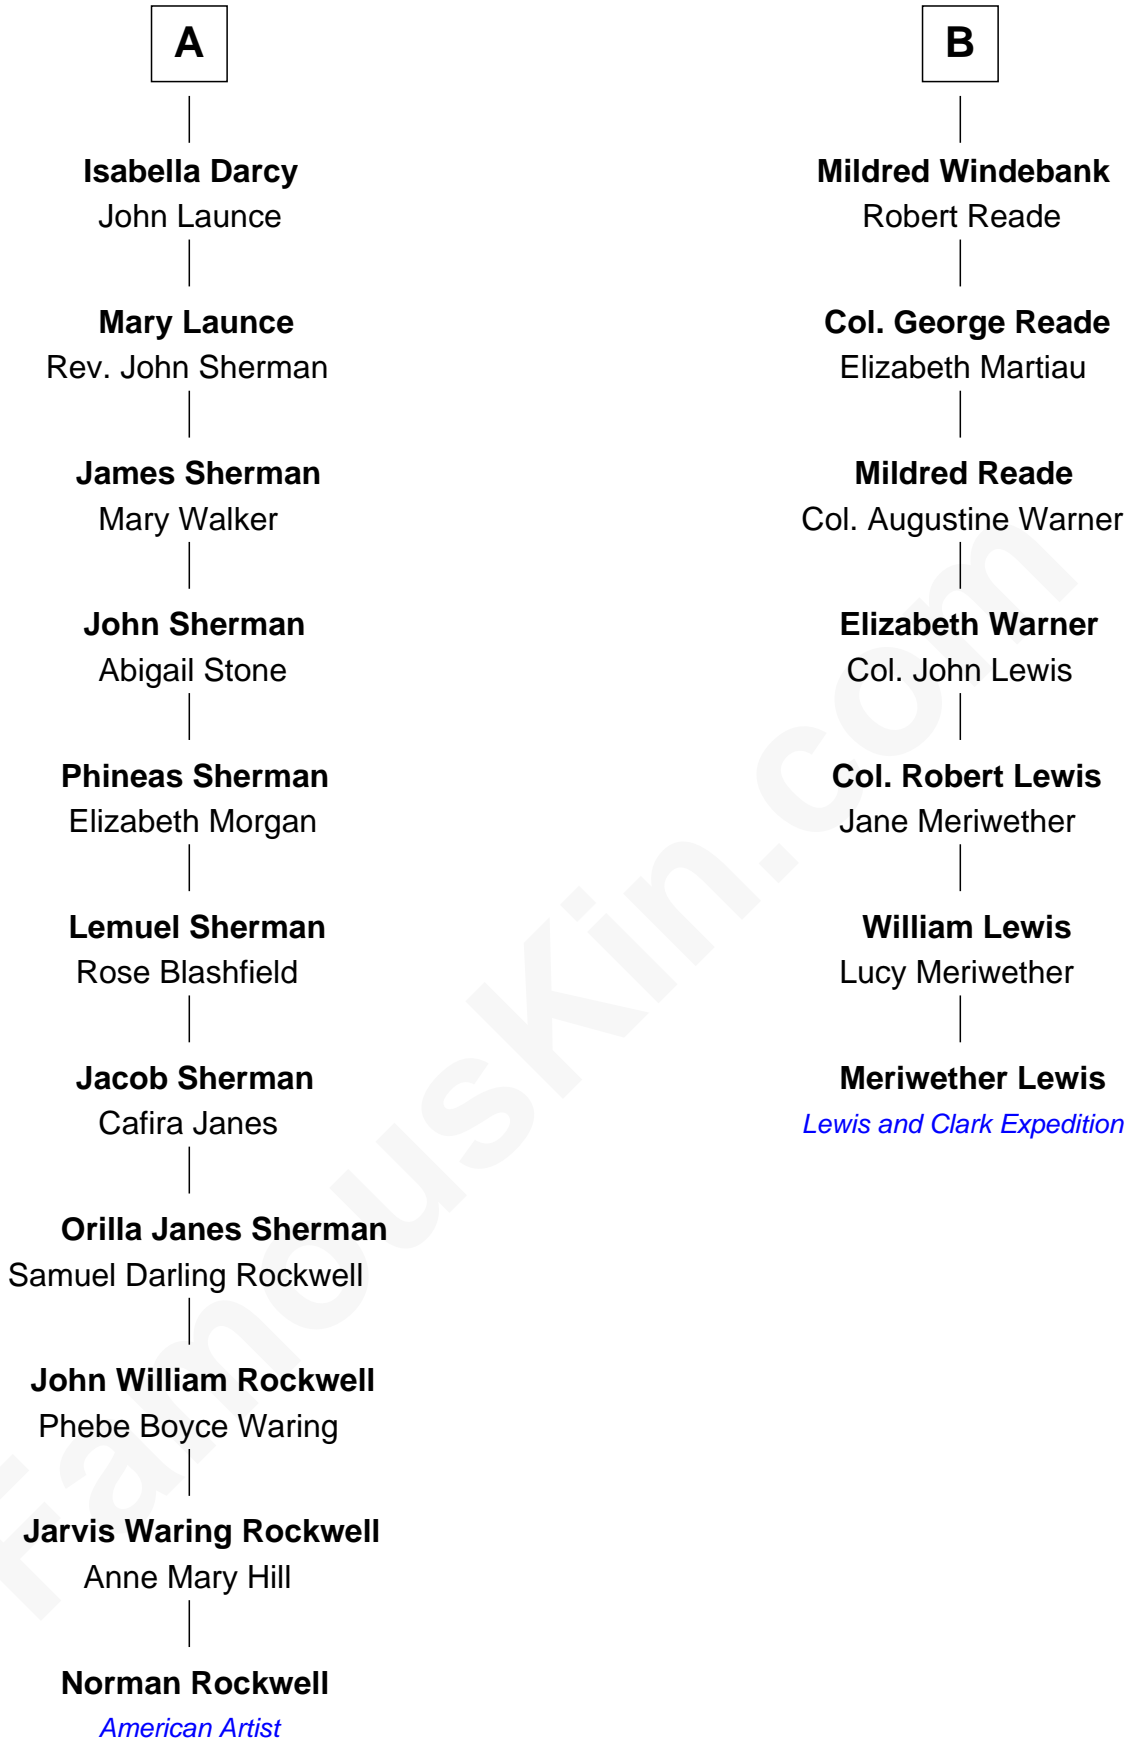 A
Isabella Darcy
John Launce
Mary Launce
Rev. John Sherman
James Sherman
Mary Walker
John Sherman
Abigail Stone
Phineas Sherman
Elizabeth Morgan
Lemuel Sherman
Rose Blashfield
Jacob Sherman
Cafira Janes
Orilla Janes Sherman
Samuel Darling Rockwell
John William Rockwell
Phebe Boyce Waring
Jarvis Waring Rockwell
Anne Mary Hill
Norman Rockwell
American Artist
B
Mildred Windebank
Robert Reade
Col. George Reade
Elizabeth Martiau
Mildred Reade
Col. Augustine Warner
Elizabeth Warner
Col. John Lewis
Col. Robert Lewis
Jane Meriwether
William Lewis
Lucy Meriwether
Meriwether Lewis
Lewis and Clark Expedition
FamousKin.com